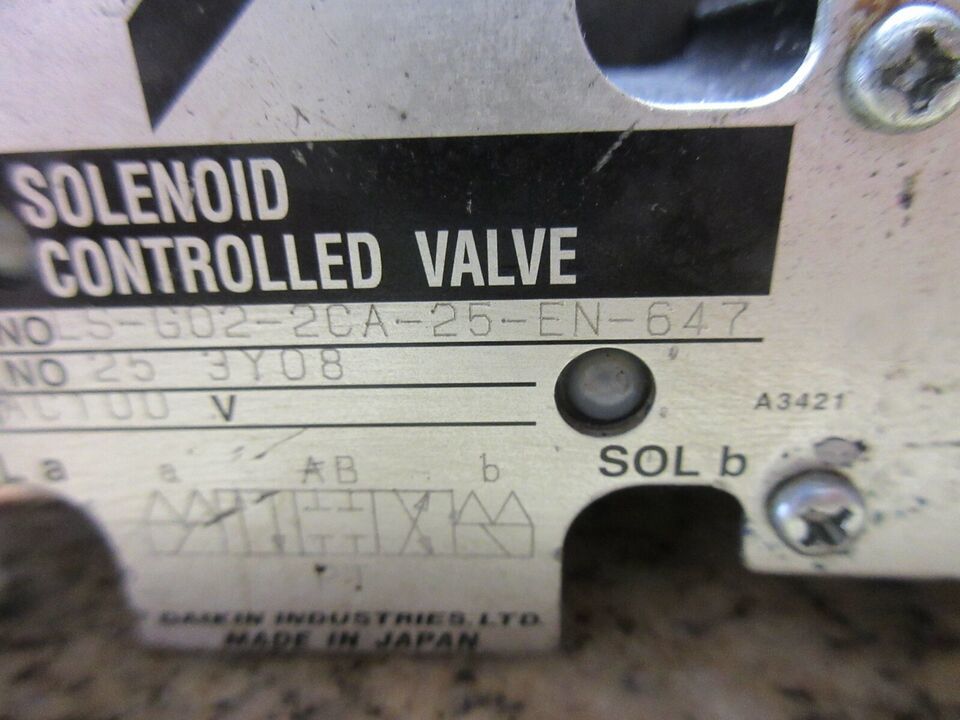 SOLENOID
CONTROLLED VALVE
NO LS-G02-2CA-25-EN-647
NO 25 3Y08
AC100 V
A3421
L a
SOL b
a AB b
DAIKIN INDUSTRIES, LTD.
MADE IN JAPAN